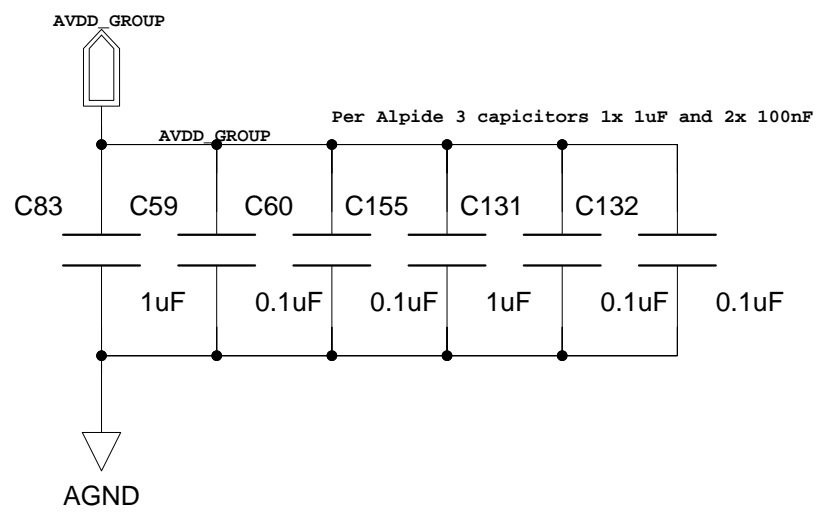 AVDD_GROUP
Per Alpide 3 capicitors 1x 1uF and 2x 100nF
AVDD_GROUP
C83 C59 C60 C155 C131 C132
1uF 0.1uF 0.1uF 1uF 0.1uF 0.1uF
AGND